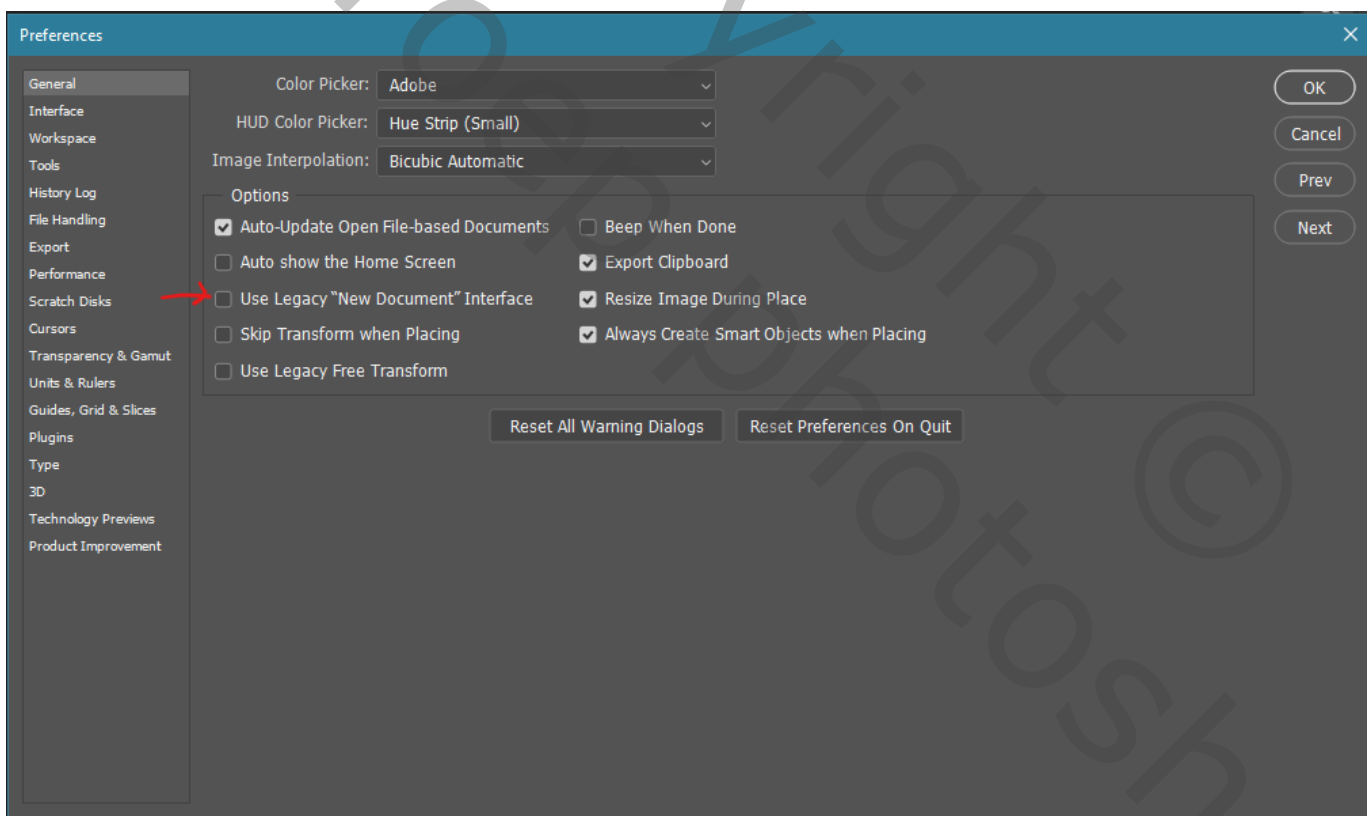 Preferences
General
Interface
Workspace
Tools
History Log
File Handling
Export
Performance
Scratch Disks
Cursors
Transparency & Gamut
Units & Rulers
Guides, Grid & Slices
Plugins
Type
3D
Technology Previews
Product Improvement
Color Picker: Adobe
HUD Color Picker: Hue Strip (Small)
Image Interpolation: Bicubic Automatic
Options
Auto-Update Open File-based Documents
Auto show the Home Screen
Use Legacy “New Document” Interface
Skip Transform when Placing
Use Legacy Free Transform
Beep When Done
Export Clipboard
Resize Image During Place
Always Create Smart Objects when Placing
Reset All Warning Dialogs
Reset Preferences On Quit
OK
Cancel
Prev
Next